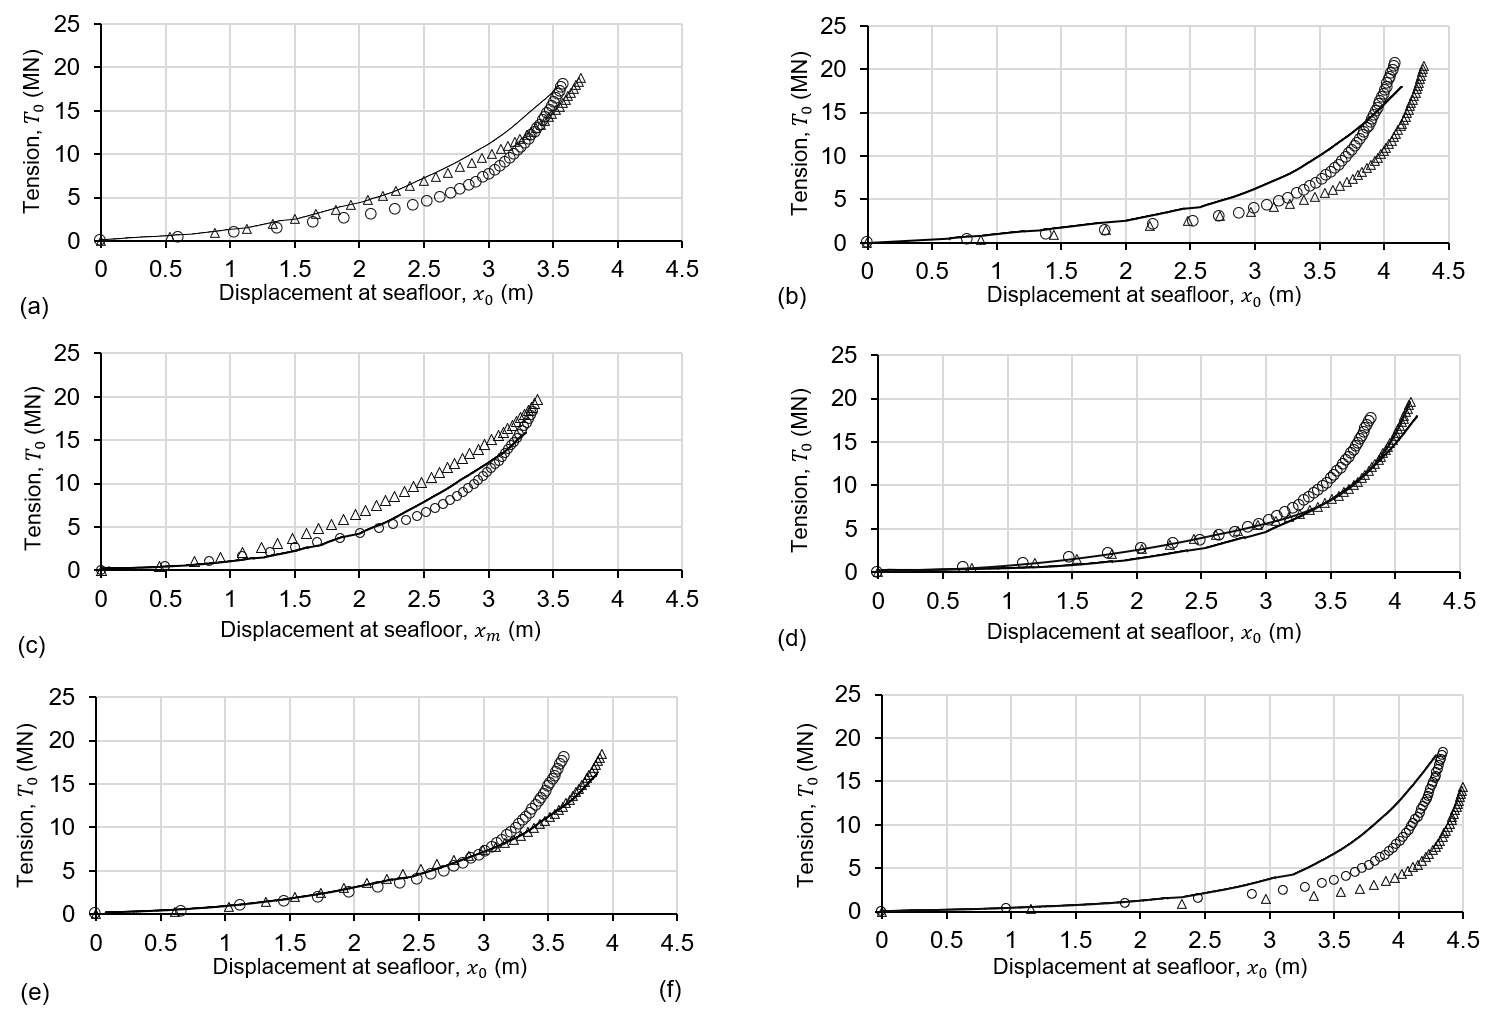 25
20
15
10
5
0
Tension, T₀ (MN)
0 0.5 1 1.5 2 2.5 3 3.5 4 4.5
Displacement at seafloor, x₀ (m)
(a)
25
20
15
10
5
0
Tension, T₀ (MN)
0 0.5 1 1.5 2 2.5 3 3.5 4 4.5
Displacement at seafloor, x₀ (m)
(b)
25
20
15
10
5
0
Tension, T₀ (MN)
0 0.5 1 1.5 2 2.5 3 3.5 4 4.5
Displacement at seafloor, xₘ (m)
(c)
25
20
15
10
5
0
Tension, T₀ (MN)
0 0.5 1 1.5 2 2.5 3 3.5 4 4.5
Displacement at seafloor, x₀ (m)
(d)
25
20
15
10
5
0
Tension, T₀ (MN)
0 0.5 1 1.5 2 2.5 3 3.5 4 4.5
Displacement at seafloor, x₀ (m)
(e)
25
20
15
10
5
0
Tension, T₀ (MN)
0 0.5 1 1.5 2 2.5 3 3.5 4 4.5
Displacement at seafloor, x₀ (m)
(f)